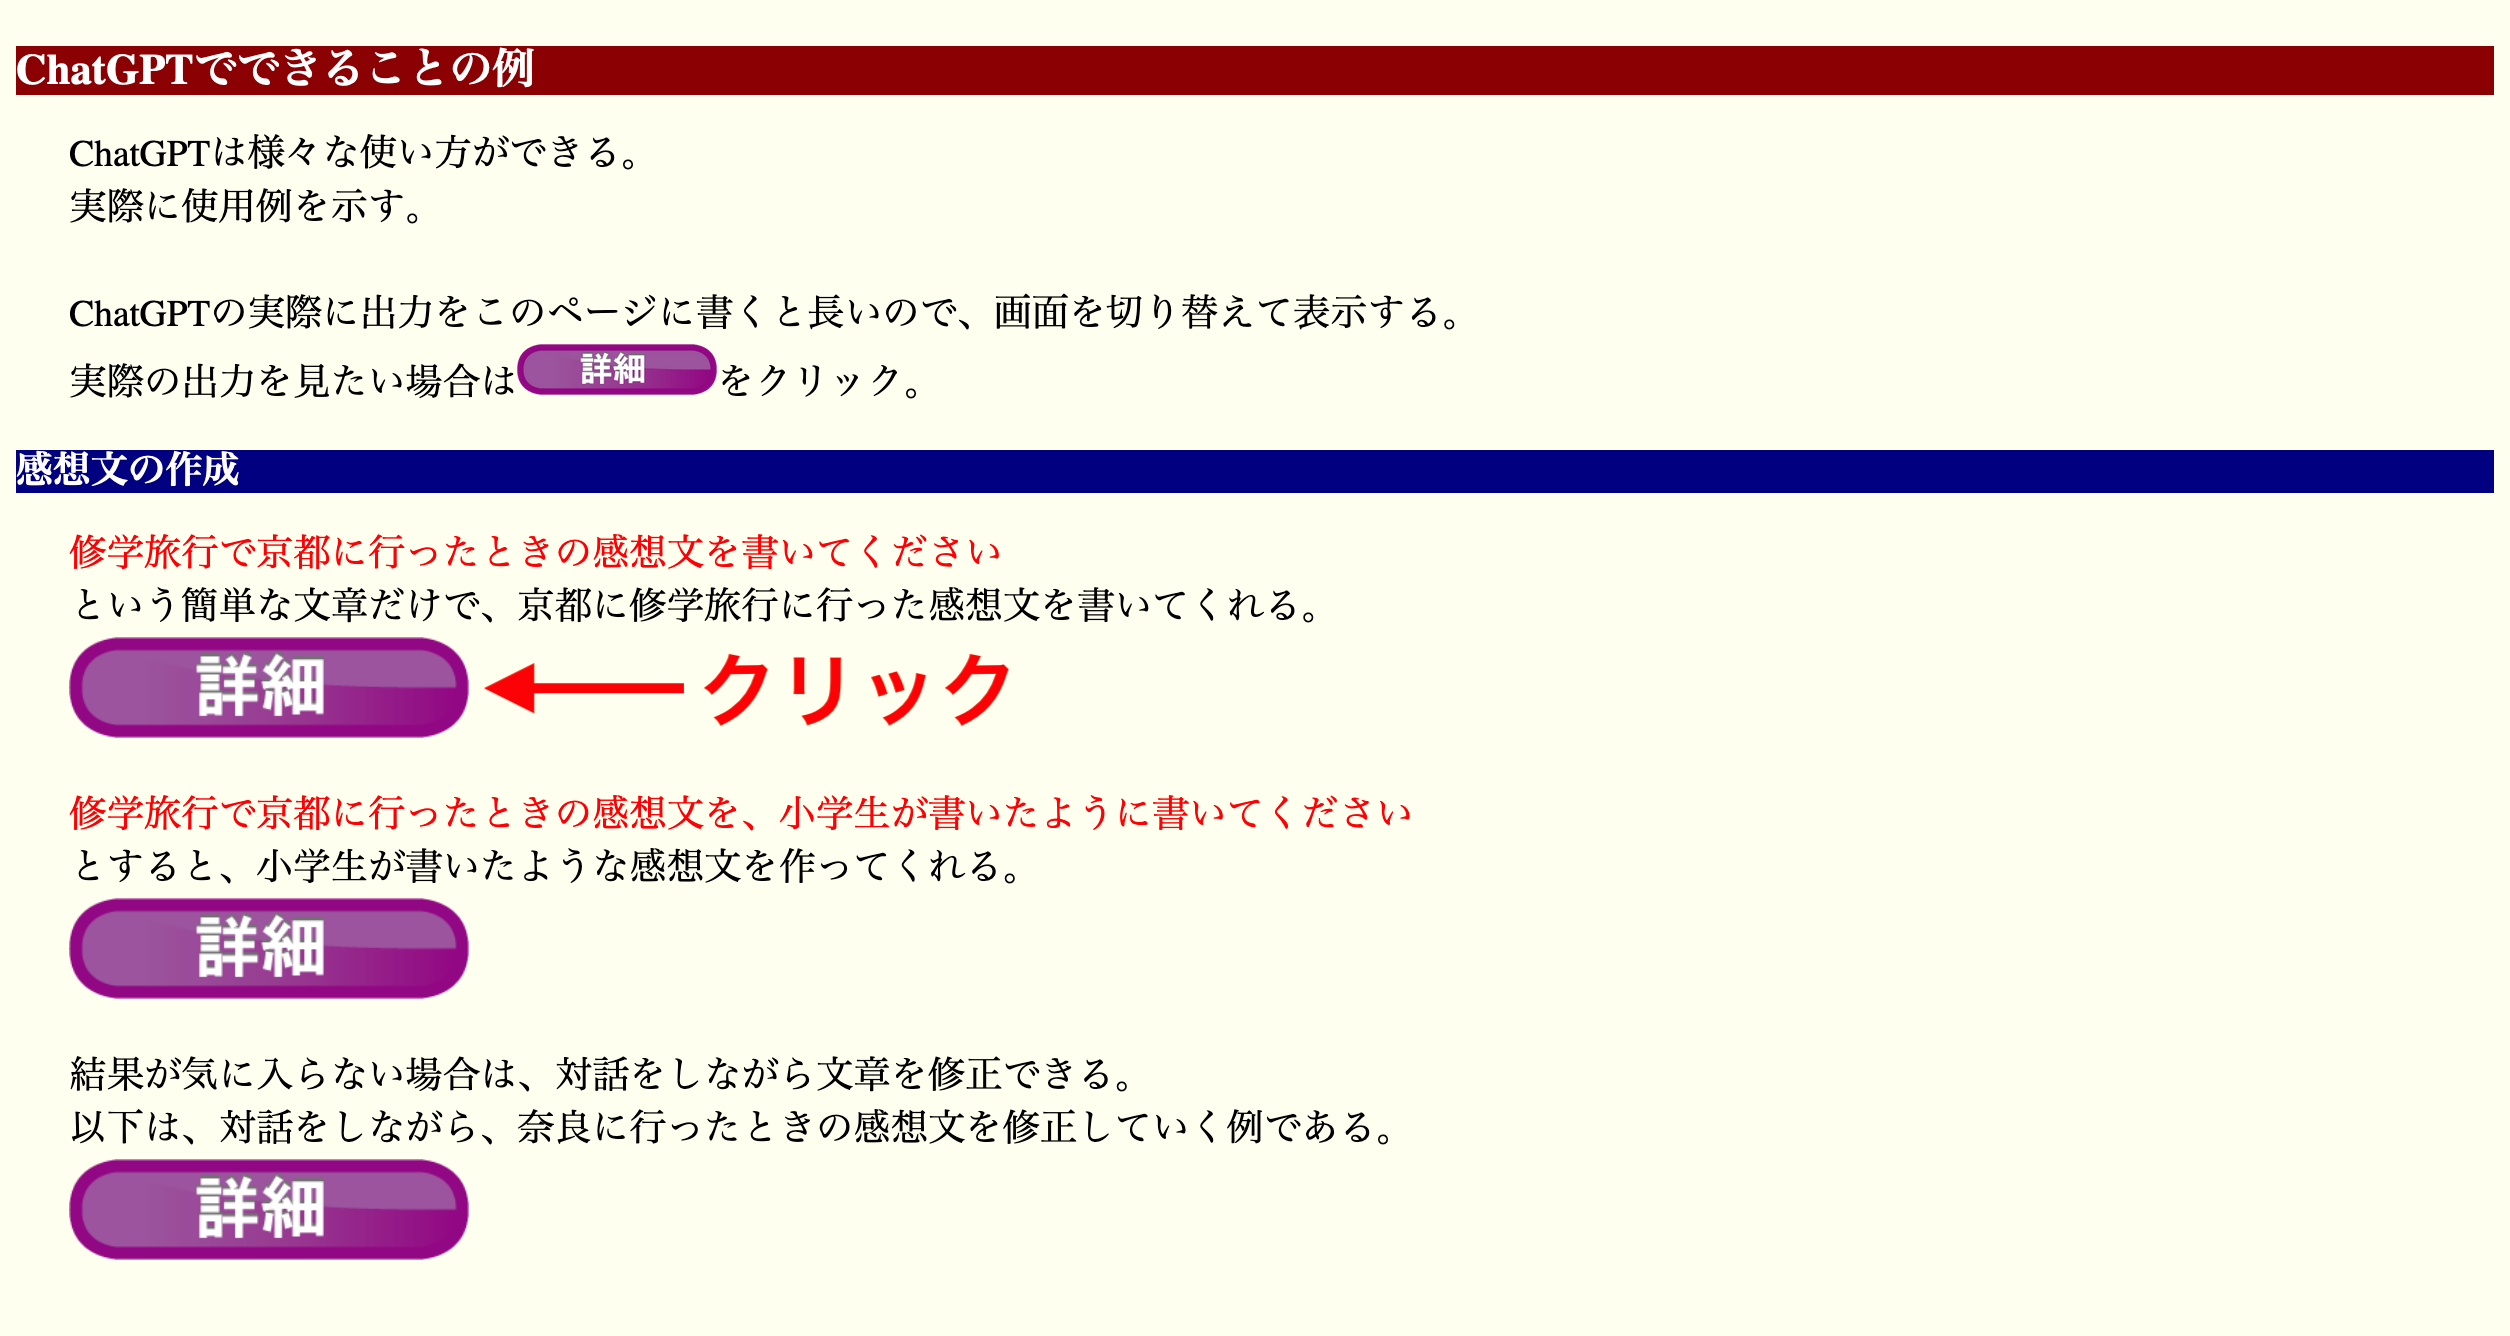 ChatGPTでできることの例
ChatGPTは様々な使い方ができる。
実際に使用例を示す。
ChatGPTの実際に出力をこのページに書くと長いので、画面を切り替えて表示する。
実際の出力を見たい場合は詳細をクリック。
感想文の作成
修学旅行で京都に行ったときの感想文を書いてください
という簡単な文章だけで、京都に修学旅行に行った感想文を書いてくれる。
詳細 クリック
修学旅行で京都に行ったときの感想文を、小学生が書いたように書いてください
とすると、小学生が書いたような感想文を作ってくれる。
詳細
結果が気に入らない場合は、対話をしながら文章を修正できる。
以下は、対話をしながら、奈良に行ったときの感想文を修正していく例である。
詳細